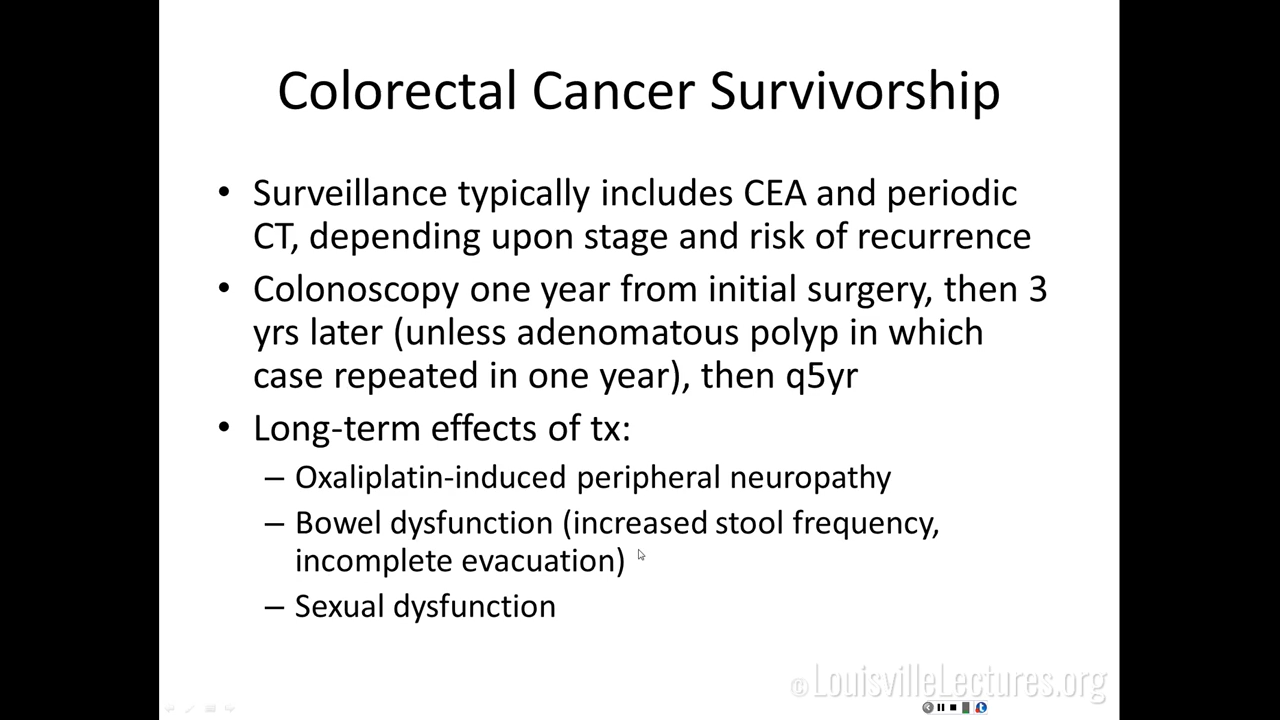 Colorectal Cancer Survivorship
• Surveillance typically includes CEA and periodic
CT, depending upon stage and risk of recurrence
• Colonoscopy one year from initial surgery, then 3
yrs later (unless adenomatous polyp in which
case repeated in one year), then q5yr
• Long-term effects of tx:
– Oxaliplatin-induced peripheral neuropathy
– Bowel dysfunction (increased stool frequency,
incomplete evacuation)
– Sexual dysfunction
©LouisvilleLectures.org